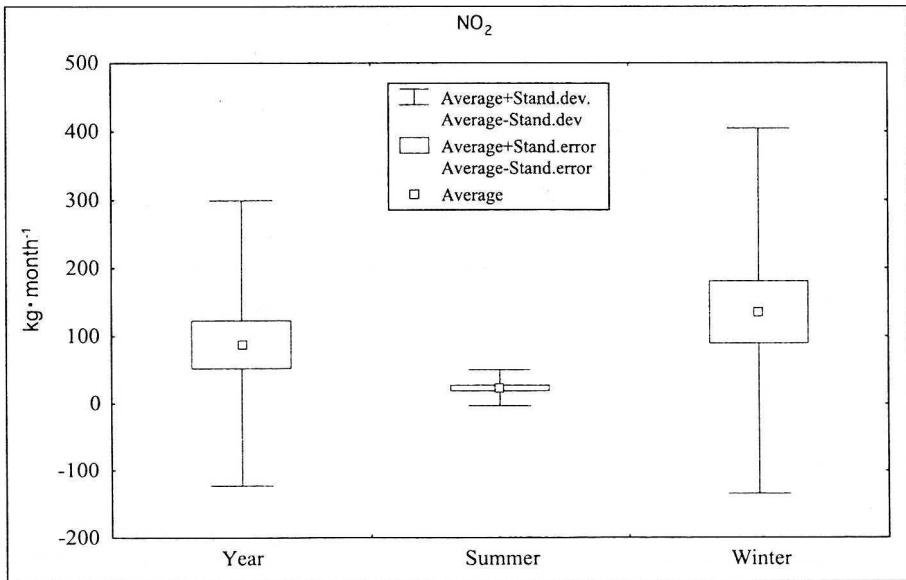 NO₂
500
400
300
200
100
0
-100
-200
kg· month⁻¹
Average+Stand.dev.
Average-Stand.dev
Average+Stand.error
Average-Stand.error
Average
Year Summer Winter